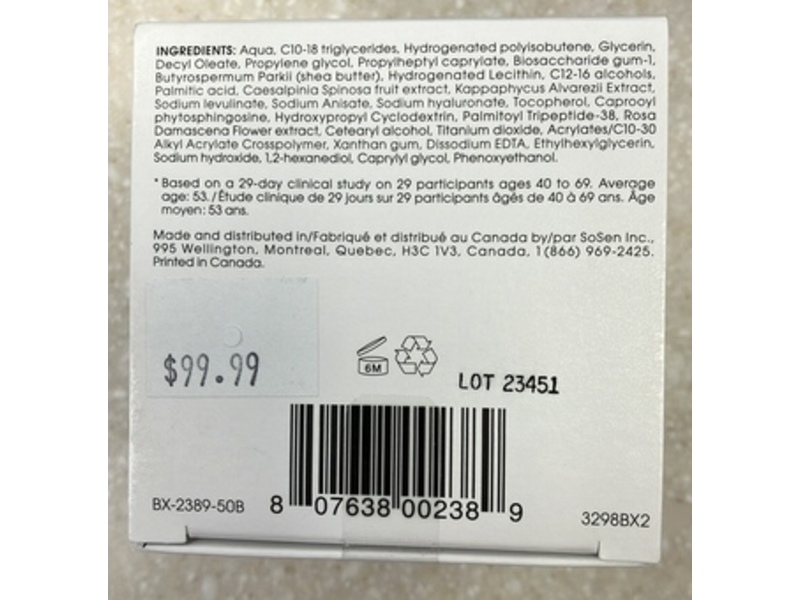 INGREDIENTS: Aqua, C10-18 triglycerides, Hydrogenated polyisobutene, Glycerin,
Decyl Oleate, Propylene glycol, Propylheptyl caprylate, Biosaccharide gum-1,
Butyrospermum Parkii (shea butter), Hydrogenated Lecithin, C12-16 alcohols,
Palmitic acid, Caesalpinia Spinosa fruit extract, Kappaphycus Alvarezii Extract,
Sodium levulinate, Sodium Anisate, Sodium hyaluronate, Tocopherol, Caprooyl
phytosphingosine, Hydroxypropyl Cyclodextrin, Palmitoyl Tripeptide-38, Rosa
Damascena Flower extract, Cetearyl alcohol, Titanium dioxide, Acrylates/C10-30
Alkyl Acrylate Crosspolymer, Xanthan gum, Dissodium EDTA, Ethylhexylglycerin,
Sodium hydroxide, 1,2-hexanediol, Caprylyl glycol, Phenoxyethanol.
*Based on a 29-day clinical study on 29 participants ages 40 to 69. Average
age: 53. / Étude clinique de 29 jours sur 29 participants âgés de 40 à 69 ans. Âge
moyen: 53 ans.
Made and distributed in/Fabriqué et distribué au Canada by/par SoSen Inc.,
995 Wellington, Montreal, Quebec, H3C 1V3, Canada, 1 (866) 969-2425.
Printed in Canada.
$99.99
6M
LOT 23451
BX-2389-50B
8 07638 00238 9
3298BX2